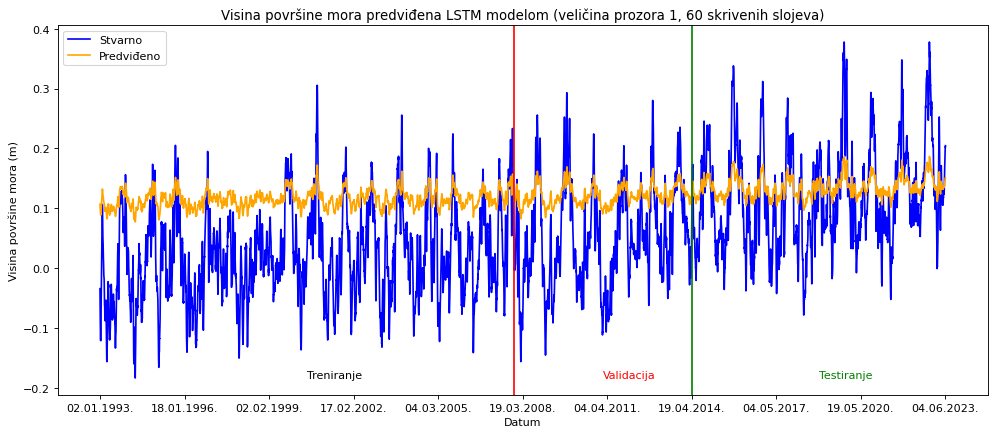 Visina površine mora predviđena LSTM modelom (veličina prozora 1, 60 skrivenih slojeva)
Stvarno
Predviđeno
Visina površine mora (m)
0.4
0.3
0.2
0.1
0.0
−0.1
−0.2
Treniranje
Validacija
Testiranje
02.01.1993.
18.01.1996.
02.02.1999.
17.02.2002.
04.03.2005.
19.03.2008.
04.04.2011.
19.04.2014.
04.05.2017.
19.05.2020.
04.06.2023.
Datum